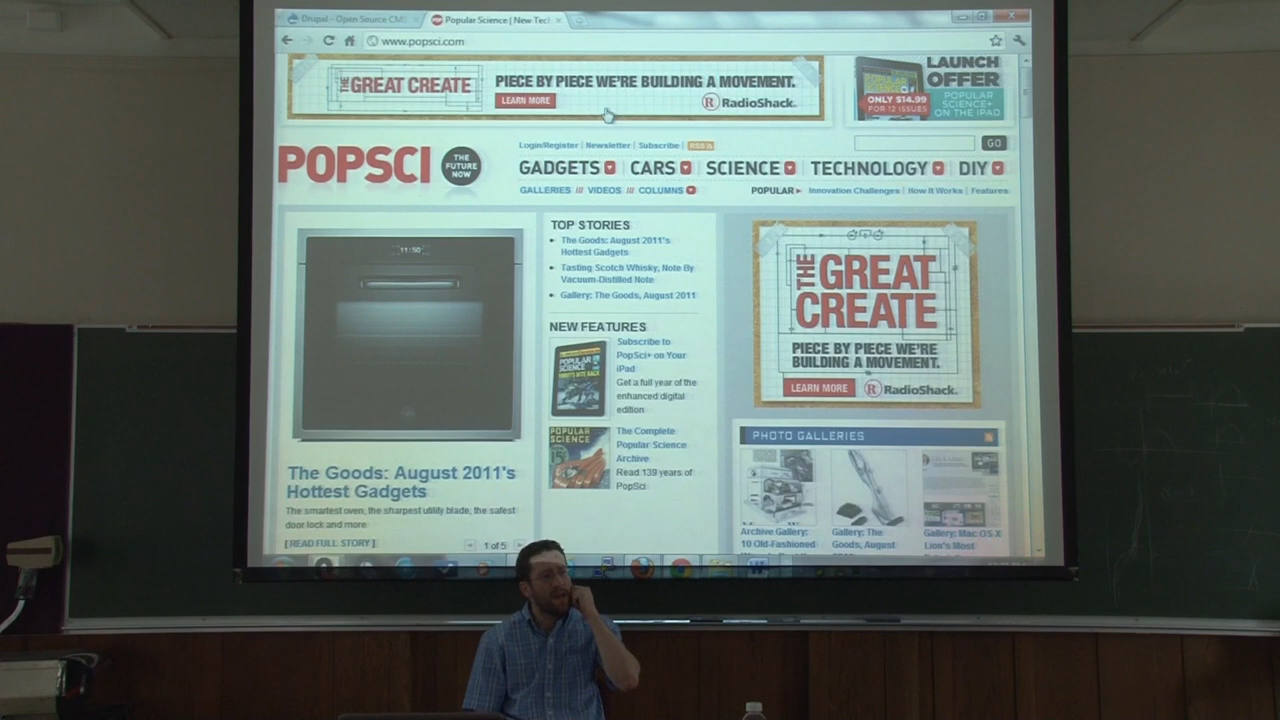 Drupal - Open Source CMS
Popular Science | New Tech
www.popsci.com
THE GREAT CREATE
PIECE BY PIECE WE'RE BUILDING A MOVEMENT.
LEARN MORE
RadioShack.
LAUNCH
OFFER
ONLY $14.99
FOR 12 ISSUES
POPULAR
SCIENCE+
ON THE IPAD
Login/Register | Newsletter | Subscribe | RSS
GO
POPSCI
THE
FUTURE
NOW
GADGETS CARS SCIENCE TECHNOLOGY DIY
GALLERIES /// VIDEOS /// COLUMNS
POPULAR Innovation Challenges | How It Works | Features
11:50
The Goods: August 2011's
Hottest Gadgets
The smartest oven, the sharpest utility blade, the safest
door lock and more
[ READ FULL STORY ]
1 of 5
TOP STORIES
The Goods: August 2011's
Hottest Gadgets
Tasting Scotch Whisky, Note By
Vacuum-Distilled Note
Gallery: The Goods, August 2011
NEW FEATURES
POPULAR
SCIENCE
Subscribe to
PopSci+ on Your
iPad
Get a full year of the
enhanced digital
edition
POPULAR
SCIENCE
15
The Complete
Popular Science
Archive
Read 139 years of
PopSci
THE GREAT
CREATE
PIECE BY PIECE WE'RE
BUILDING A MOVEMENT.
LEARN MORE
RadioShack.
PHOTO GALLERIES
Archive Gallery:
10 Old-Fashioned
Gallery: The
Goods, August
Gallery: Mac OS X
Lion's Most